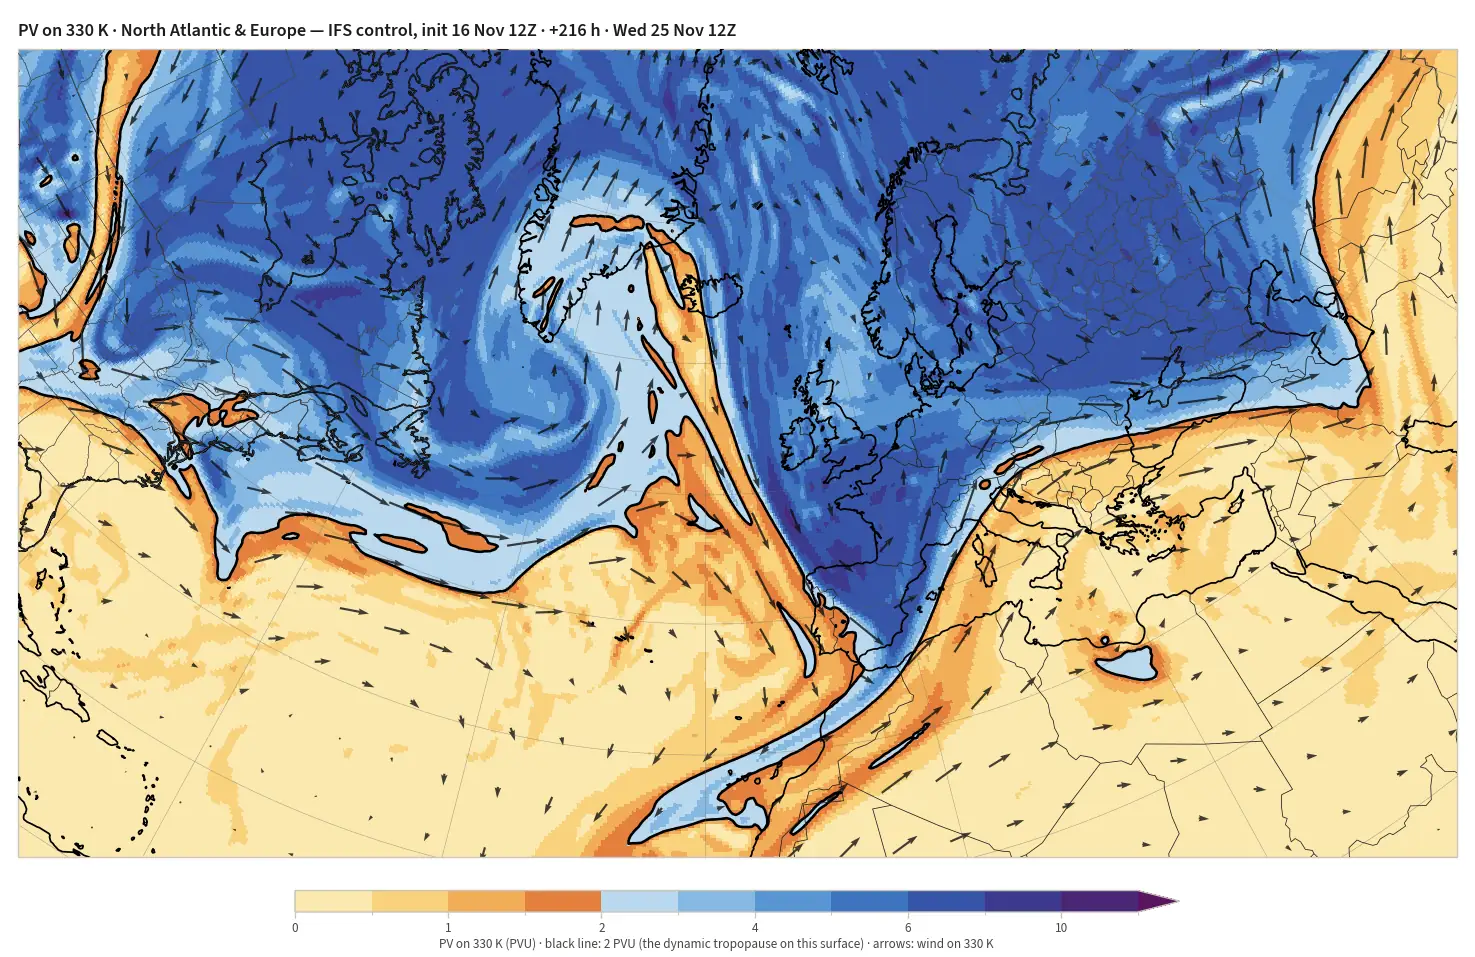 PV on 330 K · North Atlantic & Europe — IFS control, init 16 Nov 12Z · +216 h · Wed 25 Nov 12Z
0 1 2 4 6 10
PV on 330 K (PVU) · black line: 2 PVU (the dynamic tropopause on this surface) · arrows: wind on 330 K